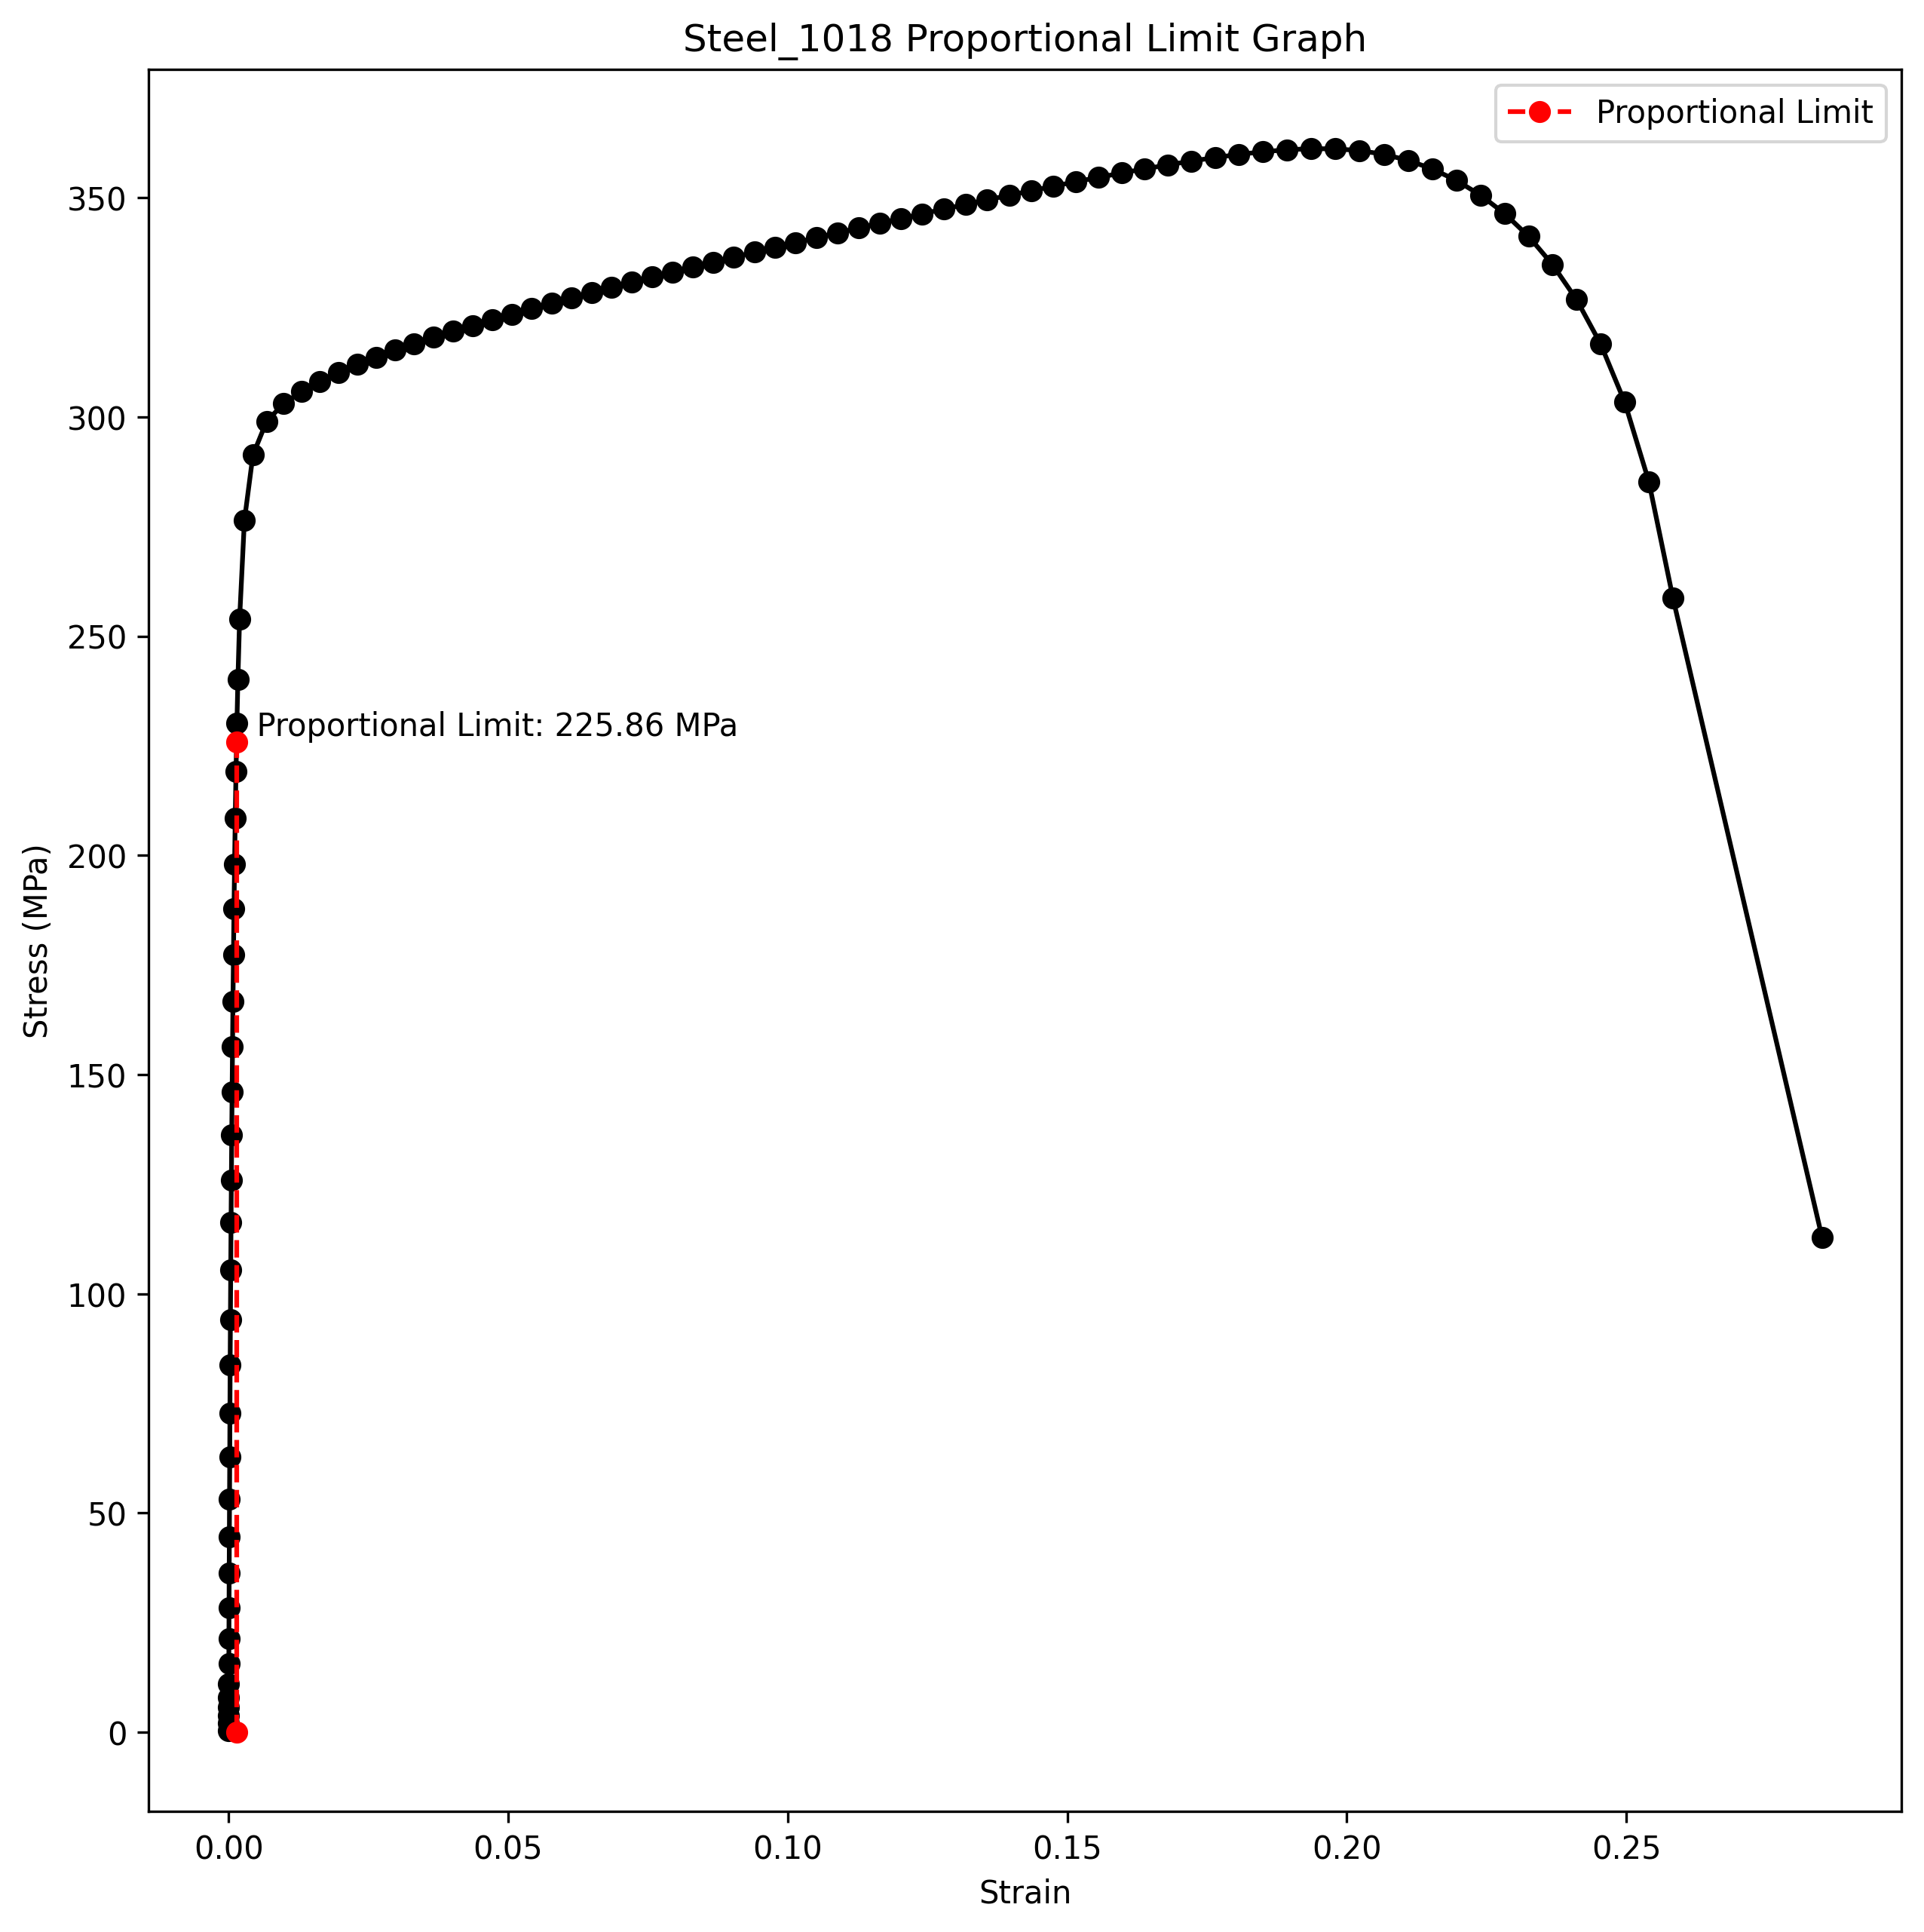 Steel_1018 Proportional Limit Graph
Proportional Limit
350
300
250
Proportional Limit: 225.86 MPa
200
Stress (MPa)
150
100
50
0
0.00 0.05 0.10 0.15 0.20 0.25
Strain